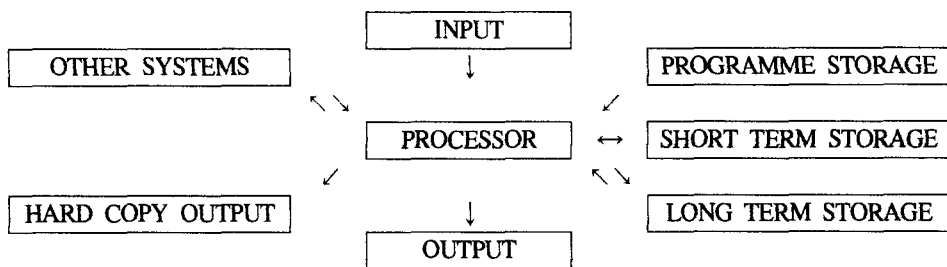 INPUT
OTHER SYSTEMS
PROGRAMME STORAGE
PROCESSOR
SHORT TERM STORAGE
HARD COPY OUTPUT
LONG TERM STORAGE
OUTPUT